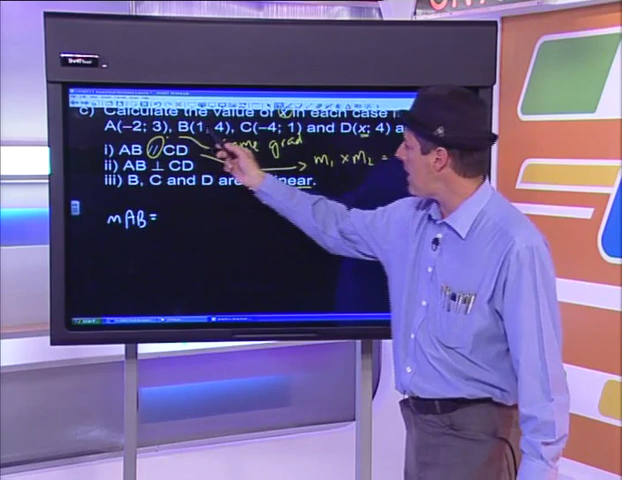 c) Calculate the value of x in each case i
A(−2; 3), B(1; 4), C(−4; 1) and D(x; 4) a
same grad
i) AB // CD
m₁ × m₂ =
ii) AB ⊥ CD
iii) B, C and D are linear.
mAB=